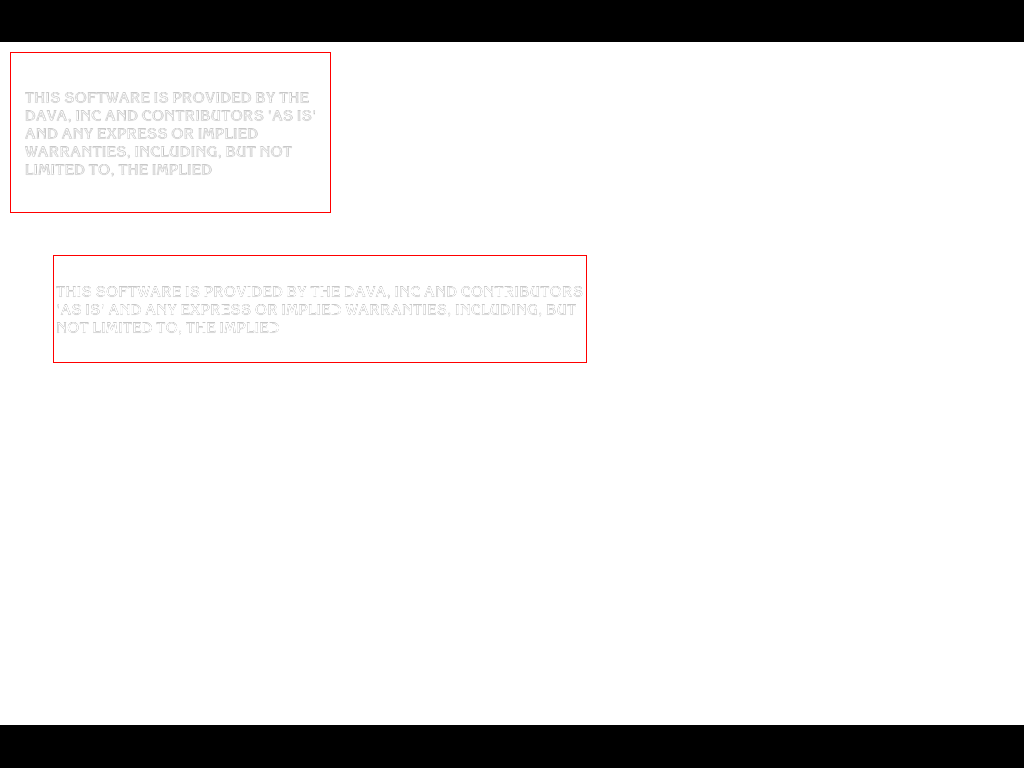 THIS SOFTWARE IS PROVIDED BY THE
DAVA, INC AND CONTRIBUTORS 'AS IS'
AND ANY EXPRESS OR IMPLIED
WARRANTIES, INCLUDING, BUT NOT
LIMITED TO, THE IMPLIED
THIS SOFTWARE IS PROVIDED BY THE DAVA, INC AND CONTRIBUTORS
'AS IS' AND ANY EXPRESS OR IMPLIED WARRANTIES, INCLUDING, BUT
NOT LIMITED TO, THE IMPLIED